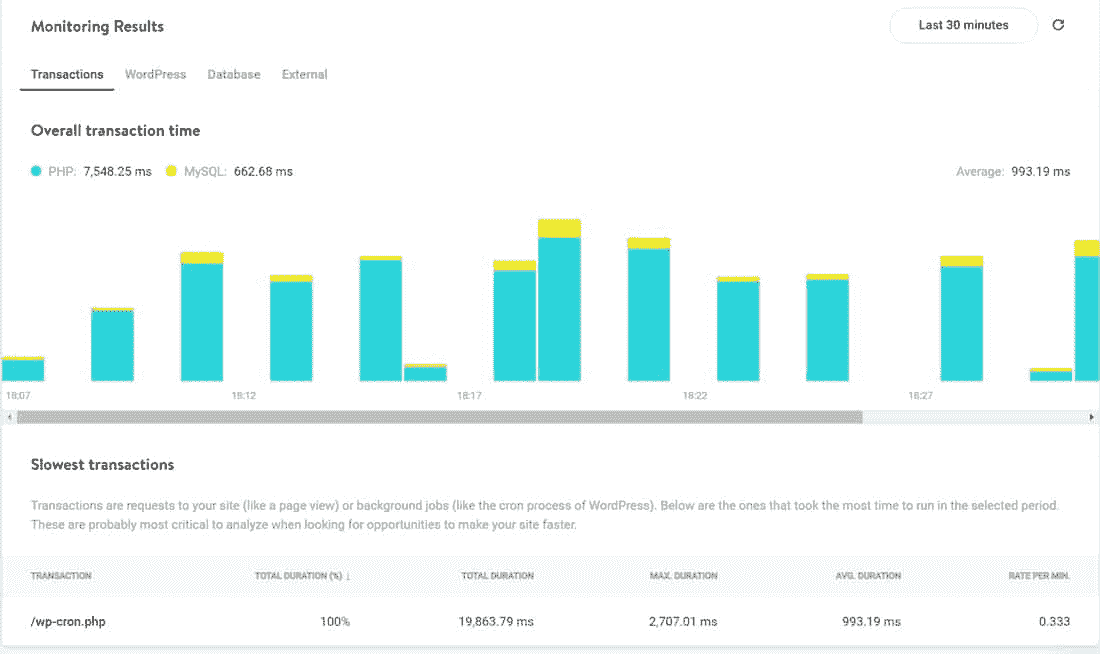 Monitoring Results
Last 30 minutes
Transactions WordPress Database External
Overall transaction time
PHP: 7,548.25 ms MySQL: 662.68 ms Average: 993.19 ms
18:07 18:12 18:17 18:22 18:27
Slowest transactions
Transactions are requests to your site (like a page view) or background jobs (like the cron process of WordPress). Below are the ones that took the most time to run in the selected period.
These are probably most critical to analyze when looking for opportunities to make your site faster.
TRANSACTION TOTAL DURATION (%) ↓ TOTAL DURATION MAX. DURATION AVG. DURATION RATE PER MIN.
/wp-cron.php 100% 19,863.79 ms 2,707.01 ms 993.19 ms 0.333